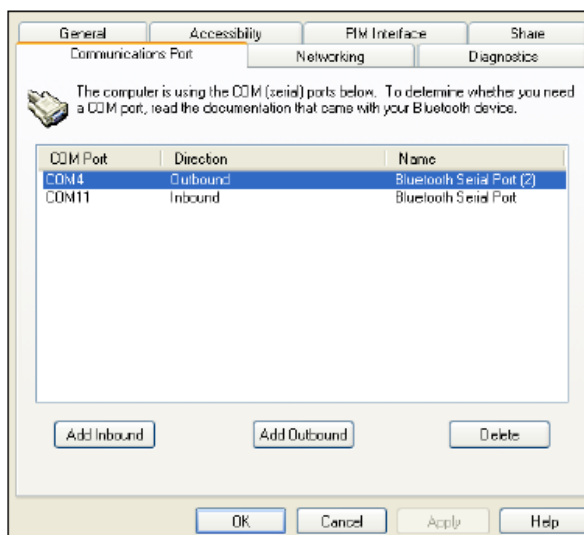 General Accessibility PIM Interface Share
Communications Port Networking Diagnostics
The computer is using the COM (serial) ports below. To determine whether you need
a COM port, read the documentation that came with your Bluetooth device.
COM Port Direction Name
COM4 Outbound Bluetooth Serial Port (2)
COM11 Inbound Bluetooth Serial Port
Add Inbound Add Outbound Delete
OK Cancel Apply Help